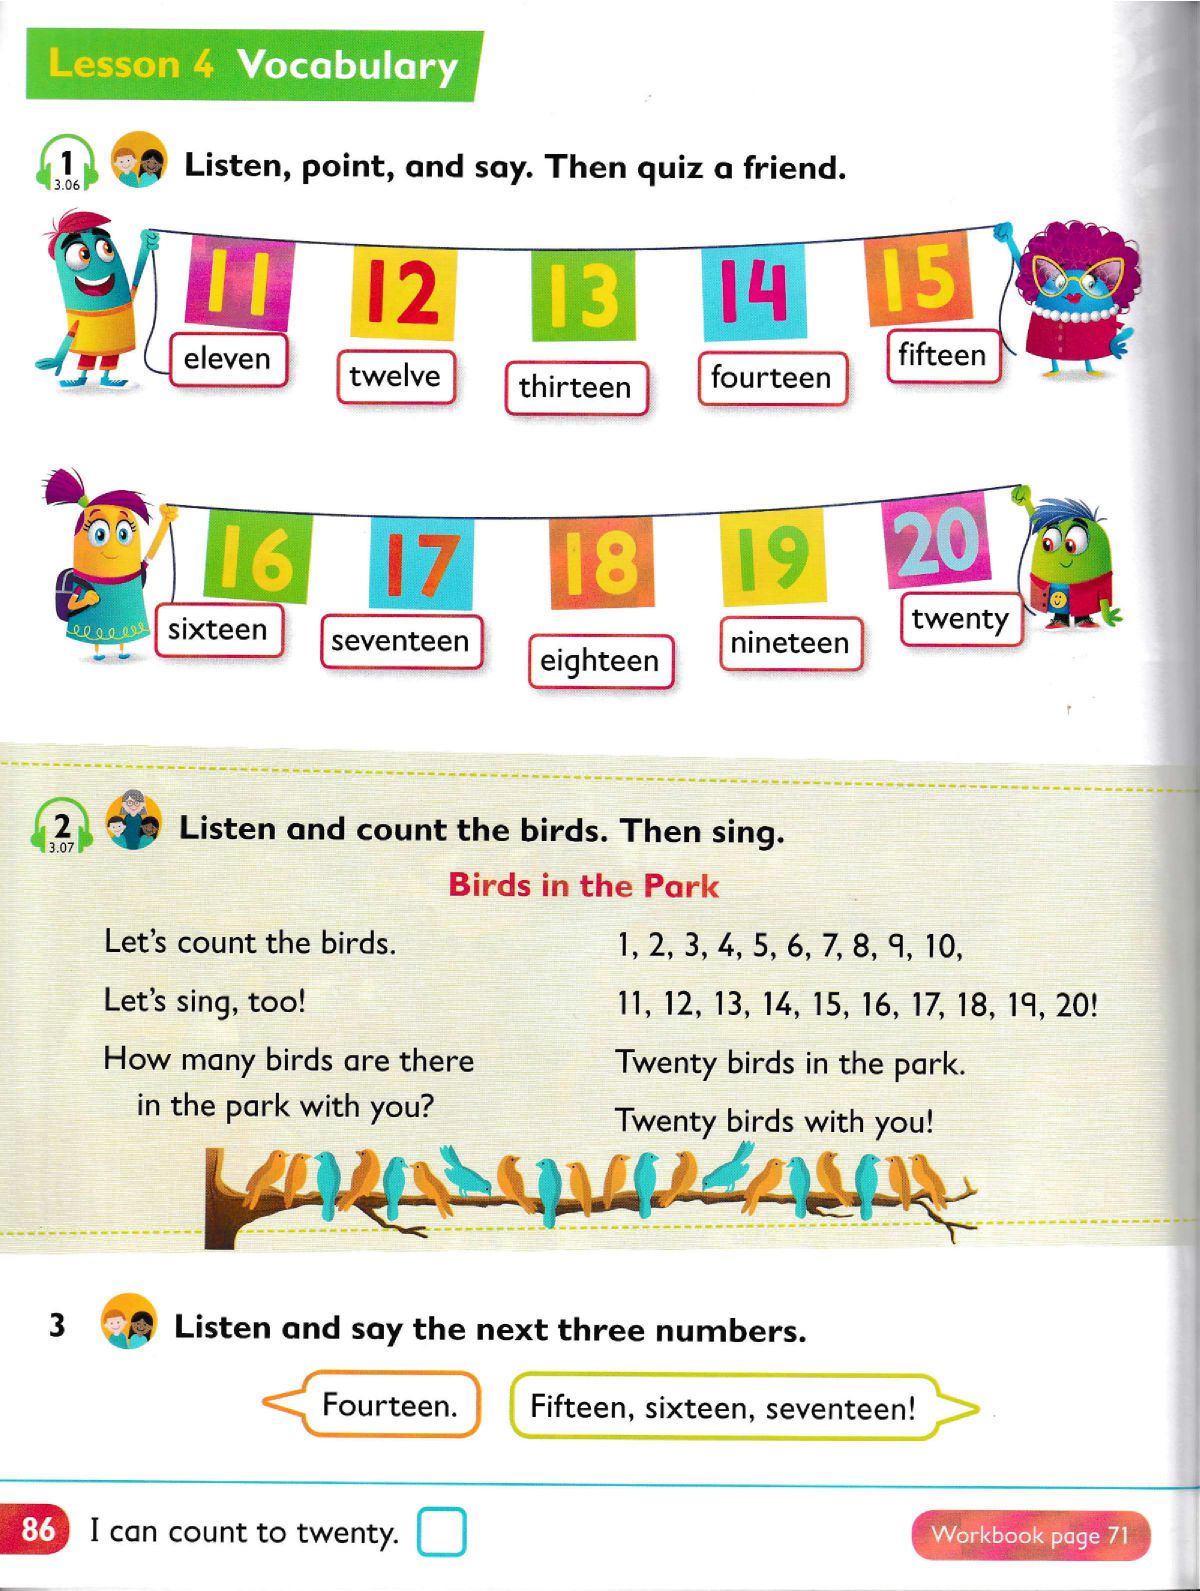 Lesson 4 Vocabulary
1
3.06
Listen, point, and say. Then quiz a friend.
11 12 13 14 15
eleven twelve thirteen fourteen fifteen
16 17 18 19 20
sixteen seventeen eighteen nineteen twenty
2
3.07
Listen and count the birds. Then sing.
Birds in the Park
Let's count the birds.
Let's sing, too!
How many birds are there
in the park with you?
1, 2, 3, 4, 5, 6, 7, 8, 9, 10,
11, 12, 13, 14, 15, 16, 17, 18, 19, 20!
Twenty birds in the park.
Twenty birds with you!
3 Listen and say the next three numbers.
Fourteen.
Fifteen, sixteen, seventeen!
86 I can count to twenty.
Workbook page 71